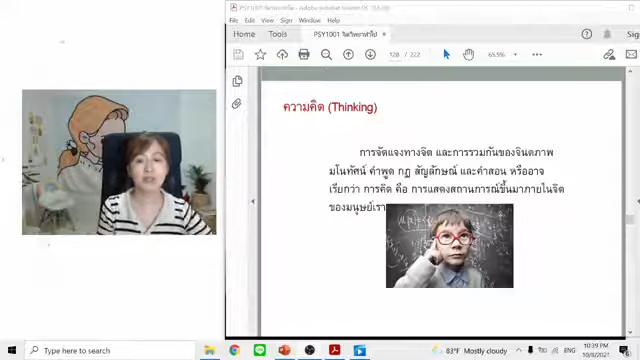 PSY1001 จิตวิทยาทั่วไป - Adobe Acrobat Reader DC (32-bit)
File Edit View Sign Window Help
Home Tools PSY1001 จิตวิทยาทั่วไป × Sign
128 / 222 65.5%
ความคิด (Thinking)
การจัดแจงทางจิต และการรวมกันของจินตภาพ
มโนทัศน์ คำพูด กฎ สัญลักษณ์ และคำสอน หรืออาจ
เรียกว่า การคิด คือ การแสดงสถานการณ์ขึ้นมาภายในจิต
ของมนุษย์เรา
Type here to search 83°F Mostly cloudy ENG 10:39 PM
10/8/2021